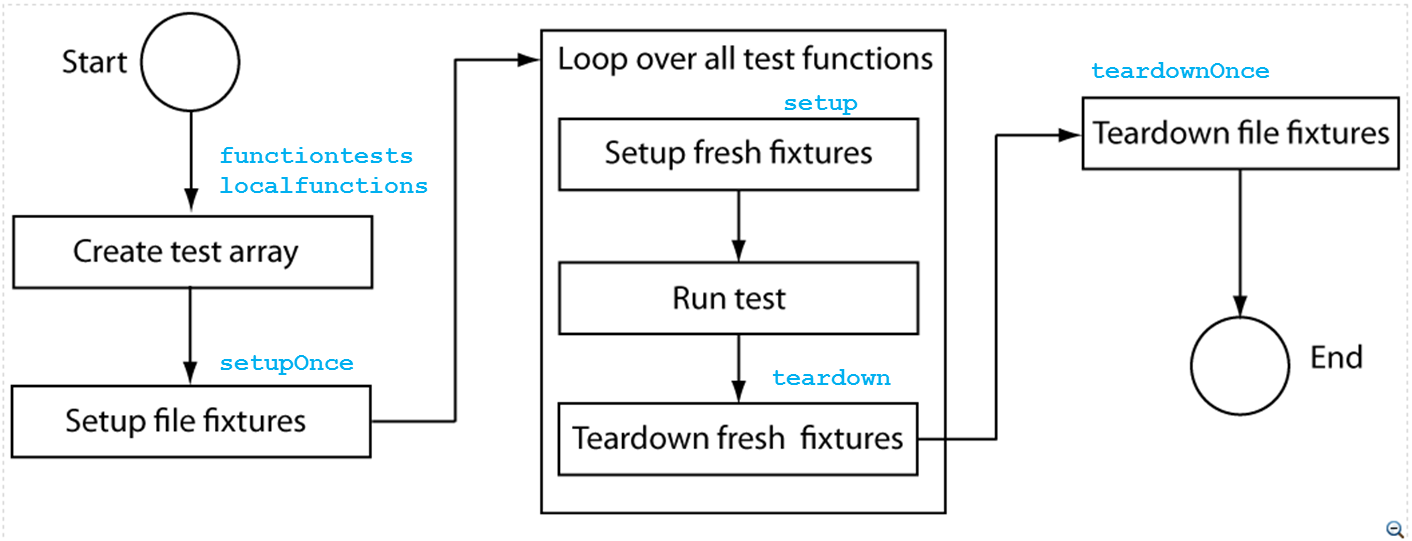 Start
functiontests
localfunctions
Create test array
setupOnce
Setup file fixtures
Loop over all test functions
setup
Setup fresh fixtures
Run test
teardown
Teardown fresh fixtures
teardownOnce
Teardown file fixtures
End